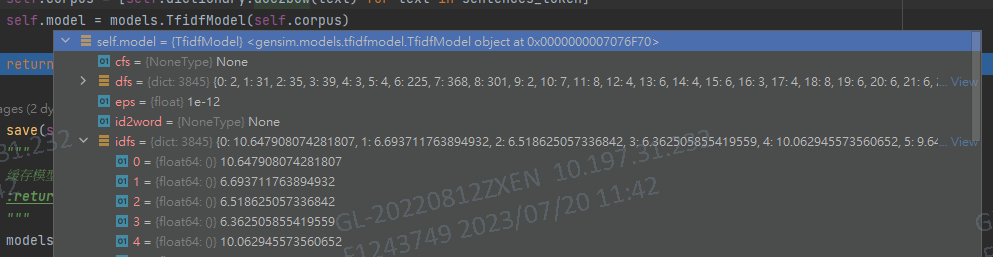 self.corpus = [self.dictionary.doc2bow(text) for text in sentences_token]
self.model = models.TfidfModel(self.corpus)
self.model = {TfidfModel} <gensim.models.tfidfmodel.TfidfModel object at 0x0000000007076F70>
cfs = {NoneType} None
return
dfs = {dict: 3845} {0: 2, 1: 31, 2: 35, 3: 39, 4: 3, 5: 4, 6: 225, 7: 368, 8: 301, 9: 2, 10: 7, 11: 8, 12: 4, 13: 6, 14: 4, 15: 6, 16: 3, 17: 4, 18: 8, 19: 6, 20: 6, 21: 6, ... View
eps = {float} 1e-12
ages (2 dy
id2word = {NoneType} None
save(s
idfs = {dict: 3845} {0: 10.647908074281807, 1: 6.693711763894932, 2: 6.518625057336842, 3: 6.362505855419559, 4: 10.062945573560652, 5: 9.64... View
"""
0 = {float64: ()} 10.647908074281807
缓存模型
1 = {float64: ()} 6.693711763894932
:retur
2 = {float64: ()} 6.518625057336842
"""
3 = {float64: ()} 6.362505855419559
models
4 = {float64: ()} 10.062945573560652
31.232
GL-20220812ZXEN 10.197.31.232
F1243749 2023/07/20 11:42